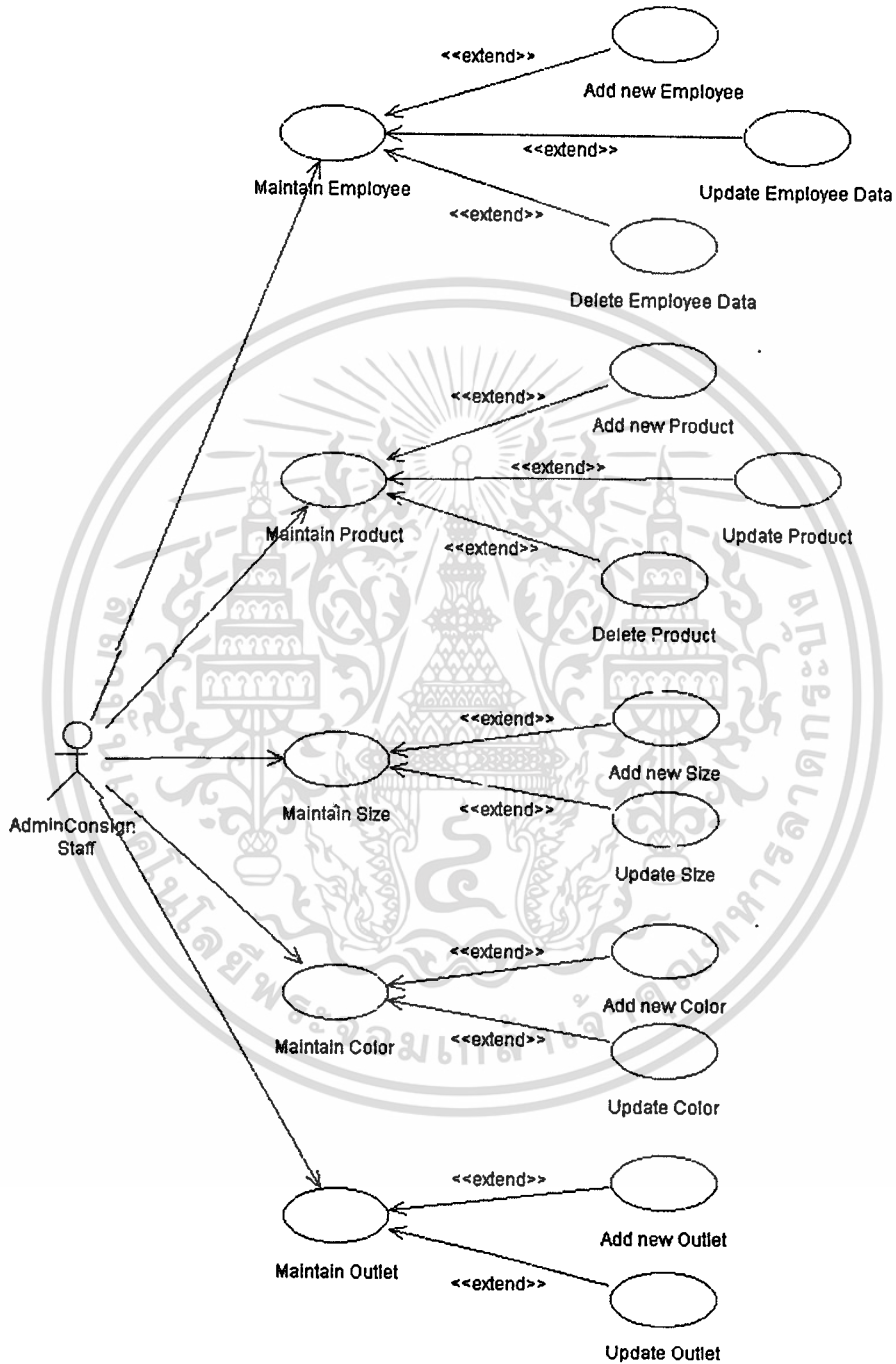 <<extend>>
Add new Employee
<<extend>>
Maintain Employee
Update Employee Data
<<extend>>
Delete Employee Data
<<extend>>
Add new Product
<<extend>>
Maintain Product
Update Product
<<extend>>
Delete Product
<<extend>>
Add new Size
Maintain Size
<<extend>>
AdminConsign
Staff
Update Size
<<extend>>
Add new Color
Maintain Color
<<extend>>
Update Color
<<extend>>
Add new Outlet
Maintain Outlet
<<extend>>
Update Outlet